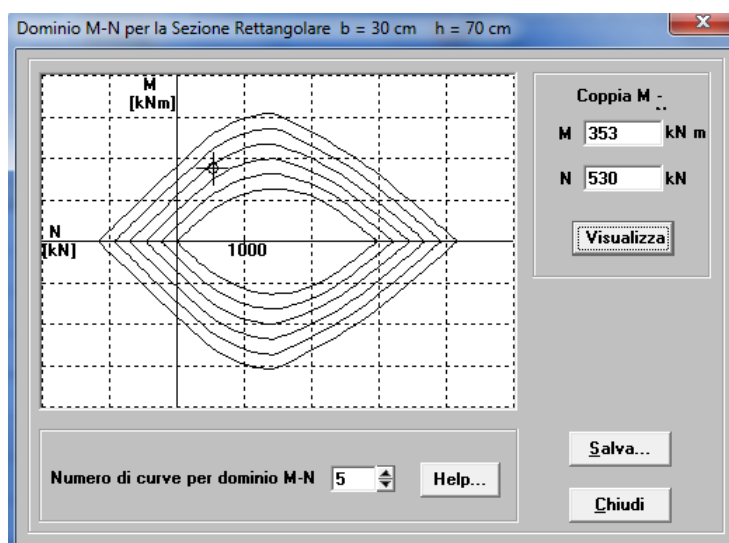 Dominio M-N per la Sezione Rettangolare b = 30 cm h = 70 cm
M
[kNm]
N
[kN]
1000
Coppia M -
M 353 kN m
N 530 kN
Visualizza
Numero di curve per dominio M-N 5 Help...
Salva...
Chiudi